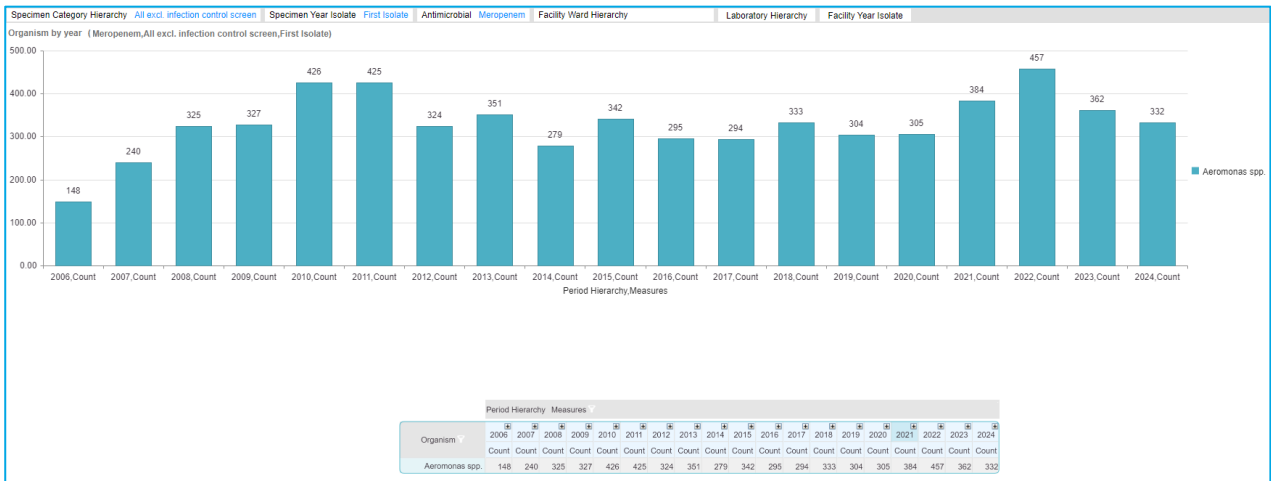 Specimen Category Hierarchy All excl. infection control screen Specimen Year Isolate First Isolate Antimicrobial Meropenem Facility Ward Hierarchy Laboratory Hierarchy Facility Year Isolate
Organism by year ( Meropenem,All excl. infection control screen,First Isolate)
500.00
457
426
425
400.00
384
362
351
342
333
332
325
327
324
304
305
300.00
295
294
279
240
200.00
148
100.00
0.00
Aeromonas spp.
2006,Count 2007,Count 2008,Count 2009,Count 2010,Count 2011,Count 2012,Count 2013,Count 2014,Count 2015,Count 2016,Count 2017,Count 2018,Count 2019,Count 2020,Count 2021,Count 2022,Count 2023,Count 2024,Count
Period Hierarchy,Measures
Period Hierarchy Measures
Organism 2006 2007 2008 2009 2010 2011 2012 2013 2014 2015 2016 2017 2018 2019 2020 2021 2022 2023 2024
Count Count Count Count Count Count Count Count Count Count Count Count Count Count Count Count Count Count Count
Aeromonas spp. 148 240 325 327 426 425 324 351 279 342 295 294 333 304 305 384 457 362 332